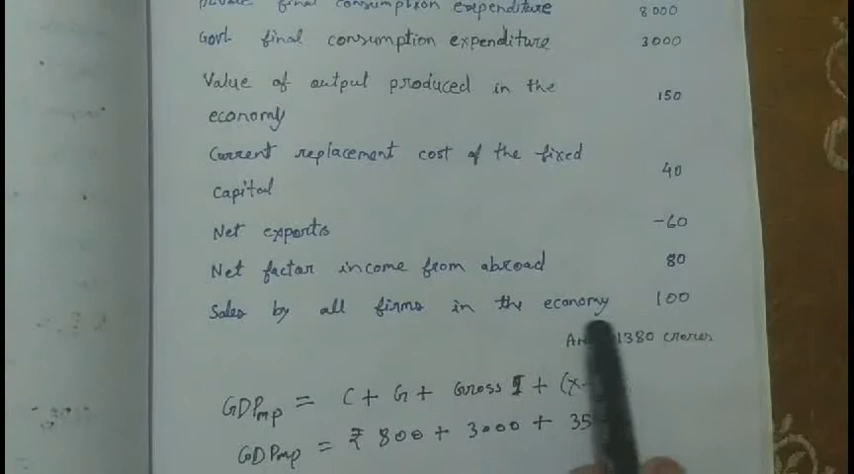 final consumption expenditure 8000
Govt. final consumption expenditure 3000
Value of output produced in the
economy 150
Current replacement cost of the fixed
capital 40
Net exports -60
Net factor income from abroad 80
Sales by all firms in the economy 100
1380 crores
GDPmp = C + G + Gross I + (X-
GDPmp = ₹ 800 + 3000 + 35